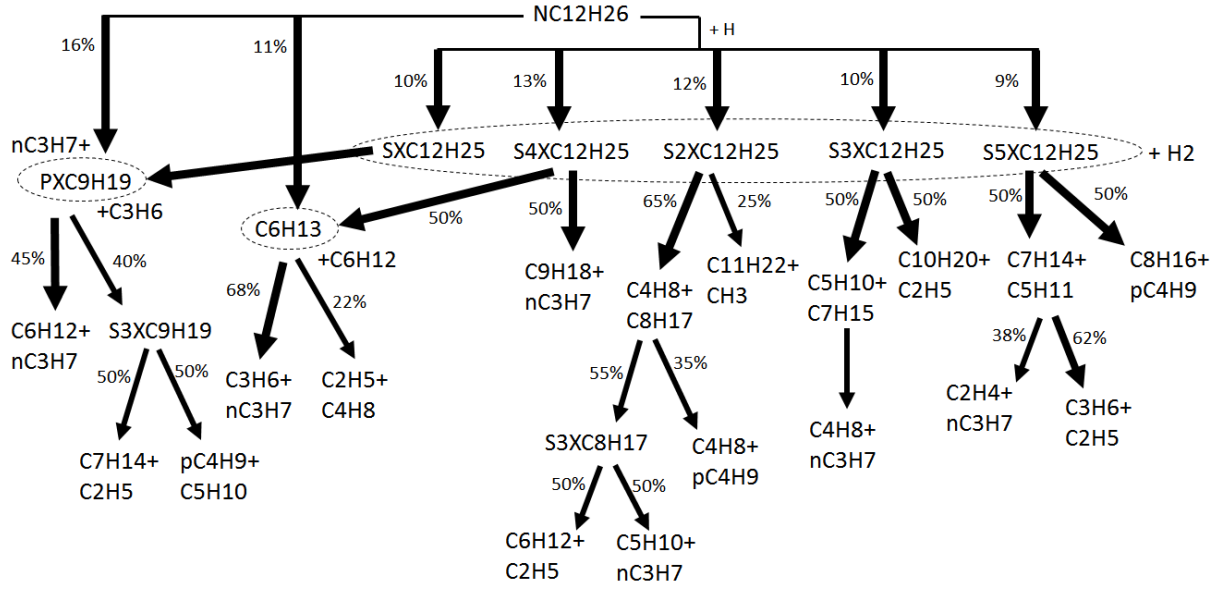 NC12H26
+ H
16%
11%
10%
13%
12%
10%
9%
nC3H7+
PXC9H19
+C3H6
SXC12H25
S4XC12H25
S2XC12H25
S3XC12H25
S5XC12H25
+ H2
C6H13
+C6H12
50%
50%
65%
25%
50%
50%
50%
50%
45%
40%
68%
22%
C9H18+
nC3H7
C4H8+
C8H17
C11H22+
CH3
C5H10+
C7H15
C10H20+
C2H5
C7H14+
C5H11
C8H16+
pC4H9
C6H12+
nC3H7
S3XC9H19
50%
50%
C3H6+
nC3H7
C2H5+
C4H8
55%
35%
38%
62%
C7H14+
C2H5
pC4H9+
C5H10
S3XC8H17
C4H8+
pC4H9
C4H8+
nC3H7
C2H4+
nC3H7
C3H6+
C2H5
50%
50%
C6H12+
C2H5
C5H10+
nC3H7